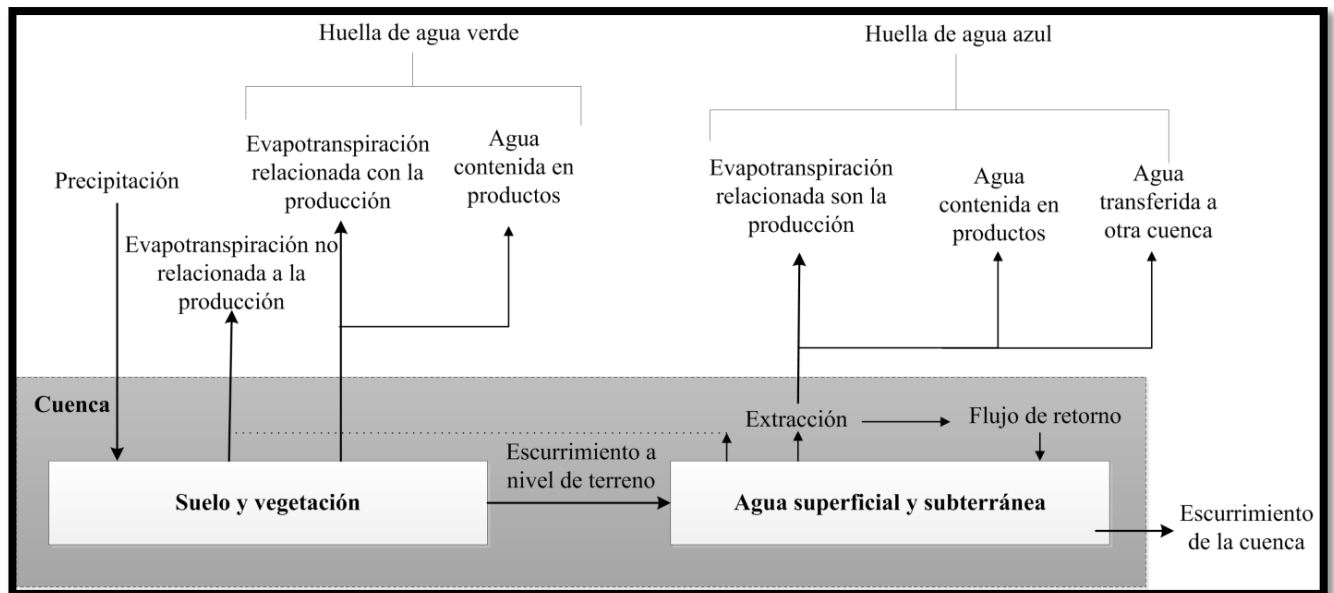 Huella de agua verde
Huella de agua azul
Precipitación
Evapotranspiración
relacionada con la
producción
Agua
contenida en
productos
Evapotranspiración no
relacionada a la
producción
Evapotranspiración
relacionada son la
producción
Agua
contenida en
productos
Agua
transferida a
otra cuenca
Cuenca
Extracción
Flujo de retorno
Suelo y vegetación
Escurrimiento a
nivel de terreno
Agua superficial y subterránea
Escurrimiento
de la cuenca